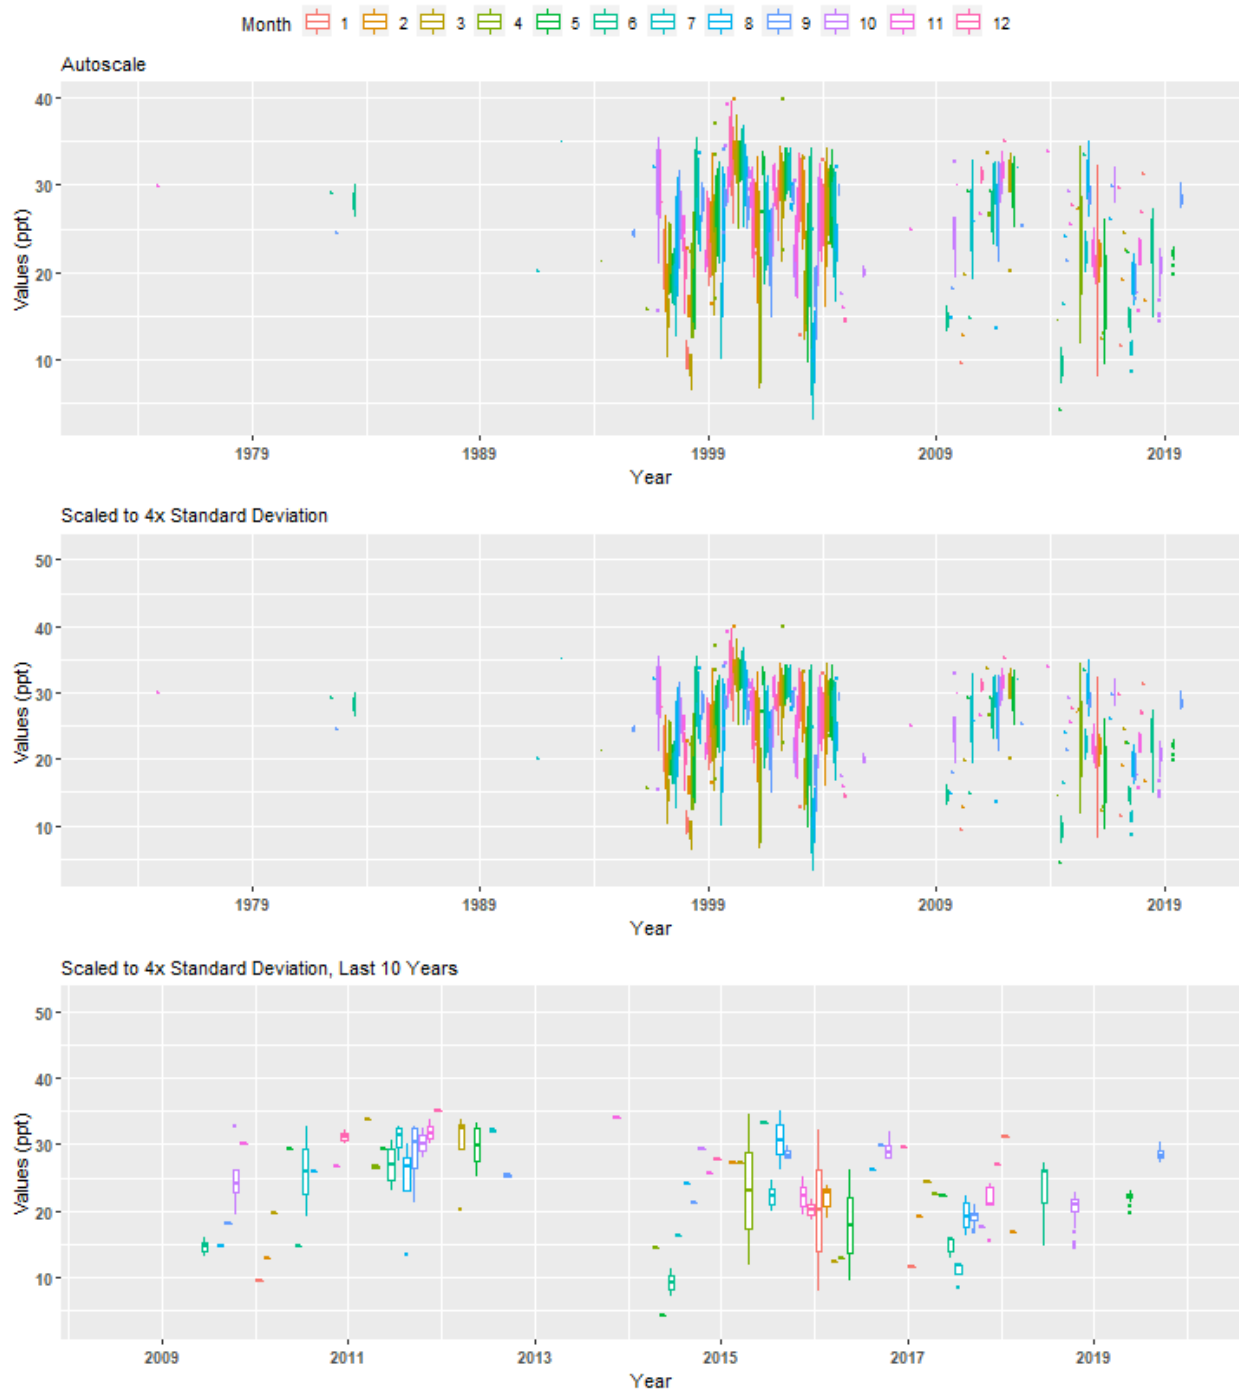 Month 1 2 3 4 5 6 7 8 9 10 11 12
Autoscale
40
30
20
10
Values (ppt)
1979 1989 1999 2009 2019
Year
Scaled to 4x Standard Deviation
50
40
30
20
10
Values (ppt)
1979 1989 1999 2009 2019
Year
Scaled to 4x Standard Deviation, Last 10 Years
50
40
30
20
10
Values (ppt)
2009 2011 2013 2015 2017 2019
Year